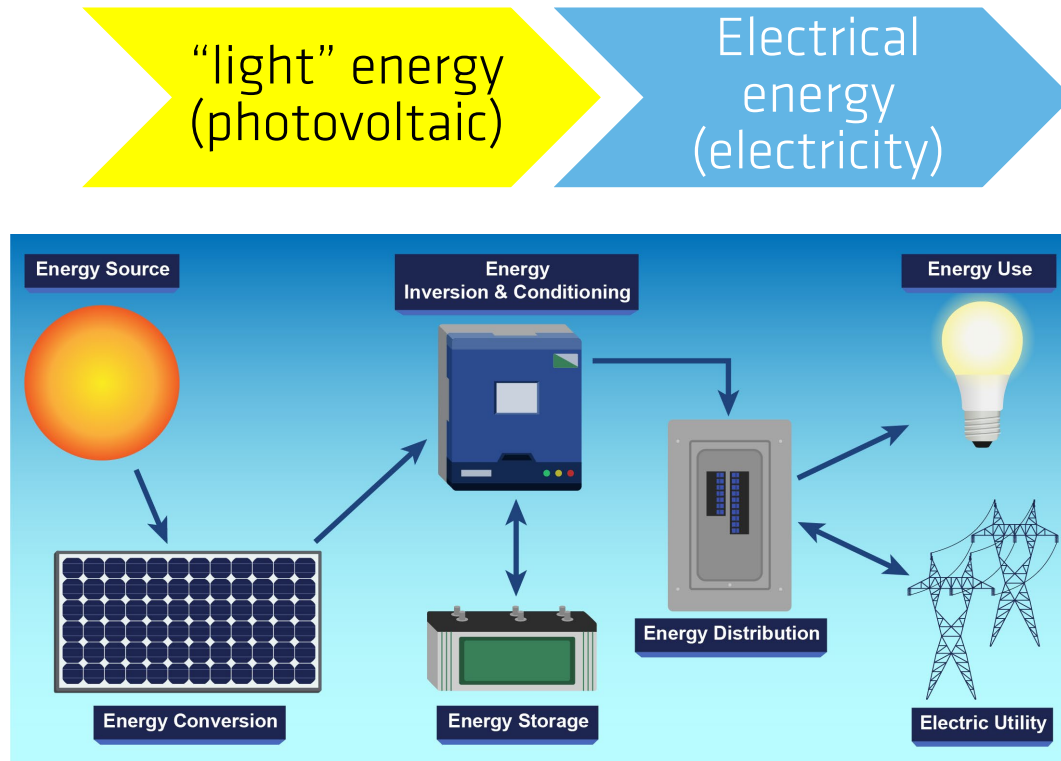 “light” energy
(photovoltaic)
Electrical
energy
(electricity)
Energy Source
Energy
Inversion & Conditioning
Energy Use
Energy Distribution
Energy Conversion
Energy Storage
Electric Utility